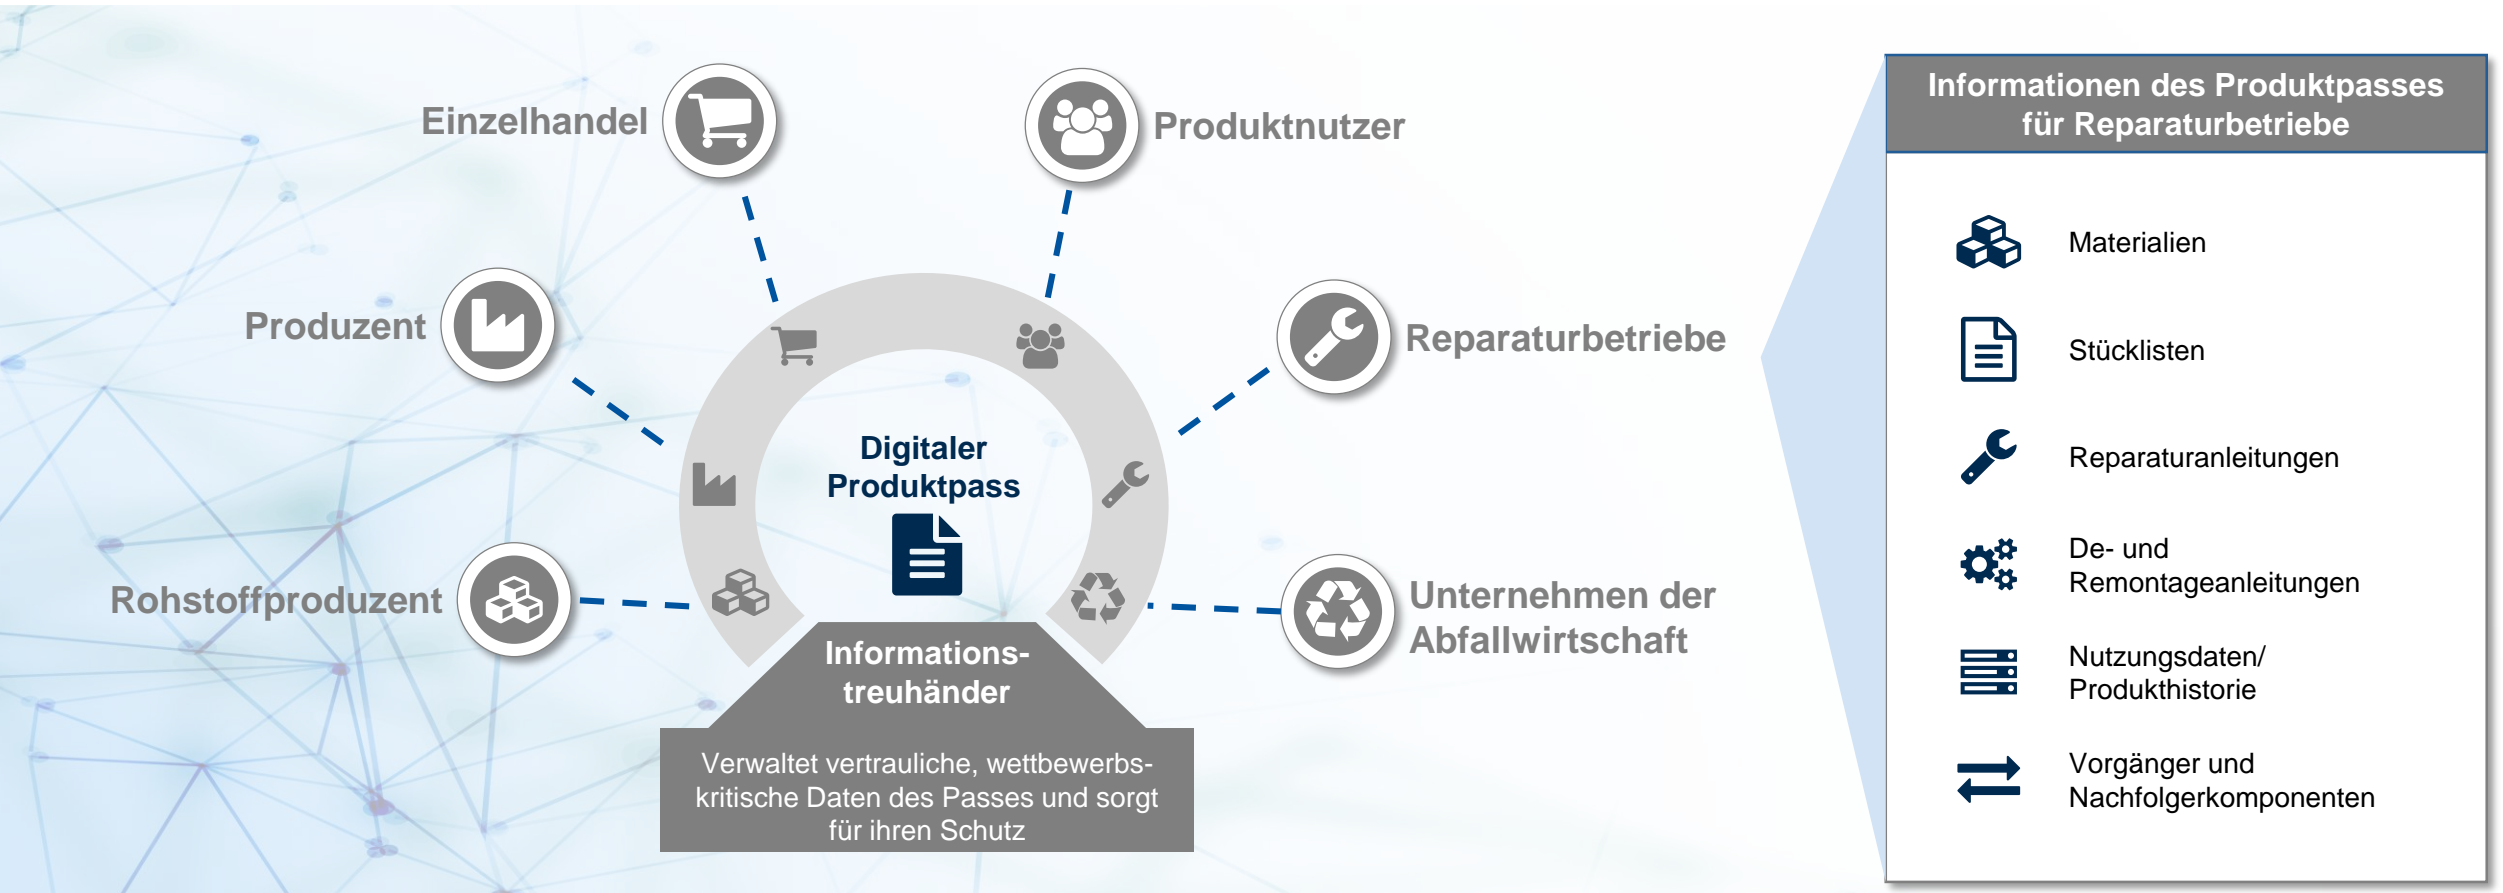 Einzelhandel
Produktnutzer
Produzent
Reparaturbetriebe
Rohstoffproduzent
Unternehmen der
Abfallwirtschaft
Digitaler
Produktpass
Informations-
treuhänder
Verwaltet vertrauliche, wettbewerbs-
kritische Daten des Passes und sorgt
für ihren Schutz
Informationen des Produktpasses
für Reparaturbetriebe
Materialien
Stücklisten
Reparaturanleitungen
De- und
Remontageanleitungen
Nutzungsdaten/
Produkthistorie
Vorgänger und
Nachfolgerkomponenten